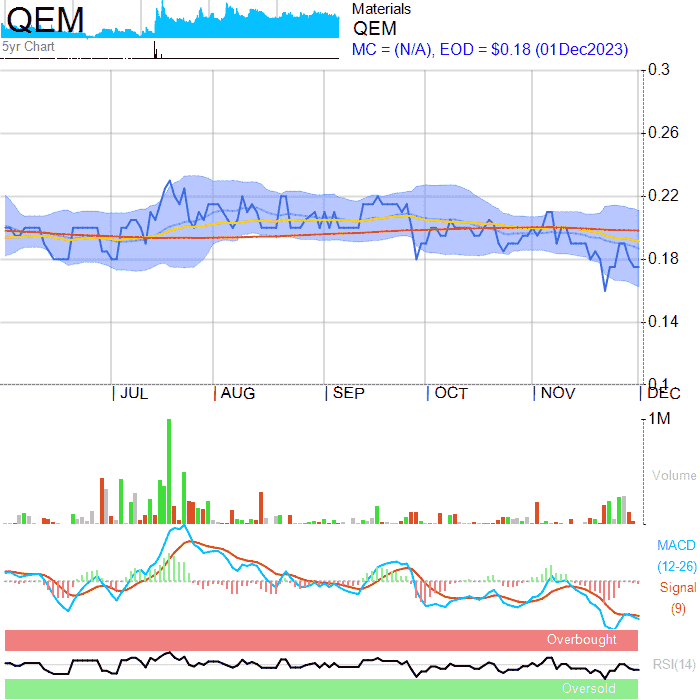 QEM
5yr Chart
Materials
QEM
MC = (N/A), EOD = $0.18 (01Dec2023)
0.3
0.26
0.22
0.18
0.14
0.1
JUL
AUG
SEP
OCT
NOV
DEC
1M
Volume
MACD
(12-26)
Signal
(9)
Overbought
RSI(14)
Oversold